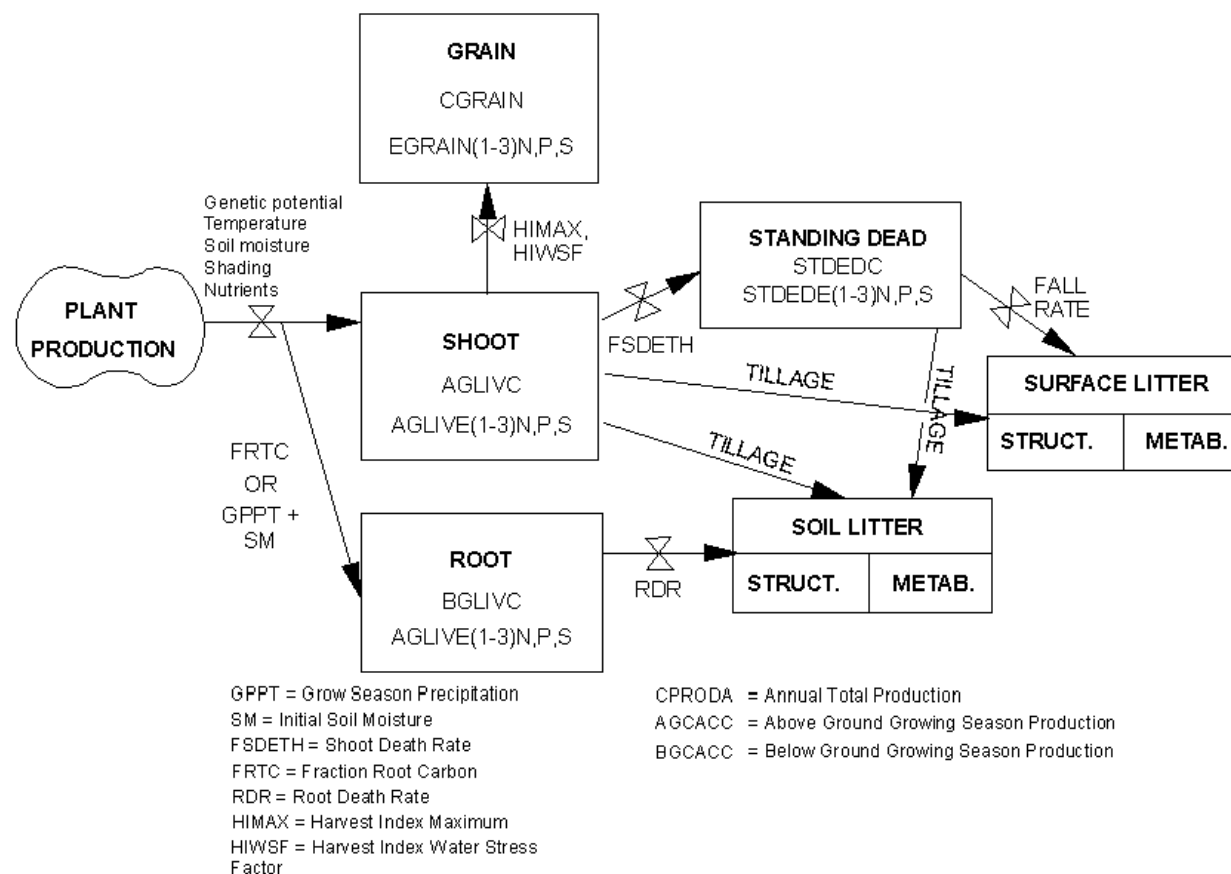 GRAIN
CGRAIN
EGRAIN(1-3)N,P,S
Genetic potential
Temperature
Soil moisture
Shading
Nutrients
HIMAX,
HIWSF
STANDING DEAD
STDEDC
STDEDE(1-3)N,P,S
FALL
RATE
PLANT
PRODUCTION
SHOOT
AGLIVC
AGLIVE(1-3)N,P,S
FSDETH
TILLAGE
TILLAGE
TILLAGE
SURFACE LITTER
STRUCT.
METAB.
FRTC
OR
GPPT +
SM
ROOT
BGLIVC
AGLIVE(1-3)N,P,S
RDR
SOIL LITTER
STRUCT.
METAB.
GPPT = Grow Season Precipitation
SM = Initial Soil Moisture
FSDETH = Shoot Death Rate
FRTC = Fraction Root Carbon
RDR = Root Death Rate
HIMAX = Harvest Index Maximum
HIWSF = Harvest Index Water Stress
Factor
CPRODA = Annual Total Production
AGCACC = Above Ground Growing Season Production
BGCACC = Below Ground Growing Season Production